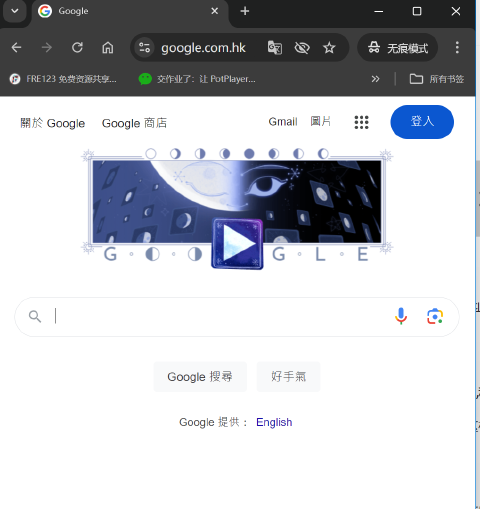 Google
google.com.hk
无痕模式
FRE123 免费资源共享...
交作业了：让 PotPlayer...
所有书签
關於 Google
Google 商店
Gmail
圖片
登入
G O O G L E
Google 搜尋
好手氣
Google 提供：
English